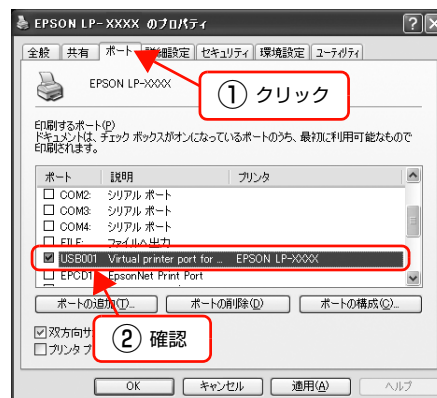 EPSON LP-XXXX のプロパティ
全般 共有 ポート 詳細設定 セキュリティ 環境設定 ユーティリティ
EPSON LP-XXXX
① クリック
印刷するポート(P)
ドキュメントは、チェック ボックスがオンになっているポートのうち、最初に利用可能なもので
印刷されます。
ポート 説明 プリンタ
COM2: シリアル ポート
COM3: シリアル ポート
COM4: シリアル ポート
FILE: ファイルへ出力
USB001 Virtual printer port for ... EPSON LP-XXXX
EPCD1 EpsonNet Print Port
ポートの追加(T)... ポートの削除(D) ポートの構成(C)...
双方向サ
プリンタ プ
② 確認
OK キャンセル 適用(A) ヘルプ